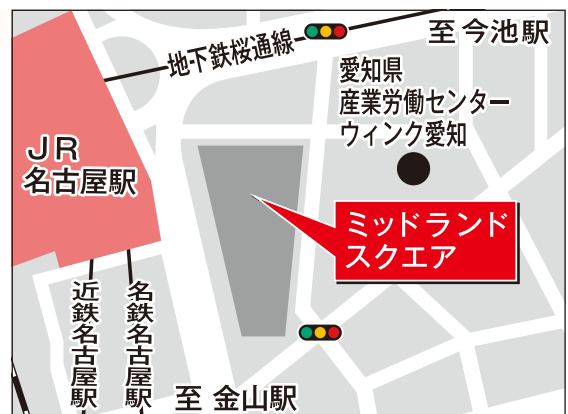 至 今池駅
地下鉄桜通線
愛知県
産業労働センター
ウィンク愛知
JR
名古屋駅
ミッドランド
スクエア
近鉄名古屋駅
名鉄名古屋駅
至 金山駅